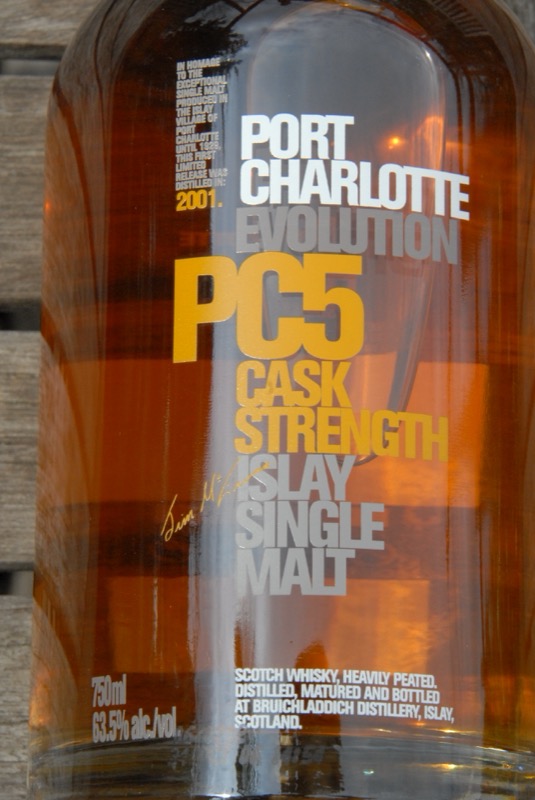 IN HOMAGE
TO THE
EXCEPTIONAL
SINGLE MALT
PRODUCED IN
THE ISLAY
VILLAGE OF
PORT
CHARLOTTE
UNTIL 1929,
THIS FIRST
LIMITED
RELEASE WAS
DISTILLED IN:
2001.
PORT
CHARLOTTE
EVOLUTION
PC5
CASK
STRENGTH
ISLAY
SINGLE
MALT
Jim
750ml
63.5% alc./vol
SCOTCH WHISKY, HEAVILY PEATED.
DISTILLED, MATURED AND BOTTLED
AT BRUICHLADDICH DISTILLERY, ISLAY,
SCOTLAND.